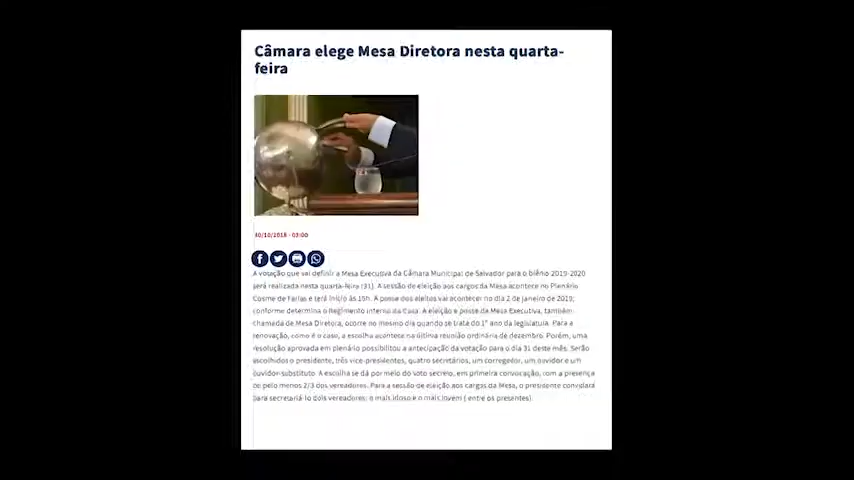 Câmara elege Mesa Diretora nesta quarta-
feira
30/10/2018 - 03:00
A votação que vai definir a Mesa Executiva da Câmara Municipal de Salvador para o biênio 2019-2020
será realizada nesta quarta-feira (31). A sessão de eleição aos cargos da Mesa acontece no Plenário
Cosme de Farias e terá início às 15h. A posse dos eleitos vai acontecer no dia 2 de janeiro de 2019,
conforme determina o Regimento Interno da Casa. A eleição e posse da Mesa Executiva, também
chamada de Mesa Diretora, ocorre no mesmo dia quando se trata do 1° ano da legislatura. Para a
renovação, como é o caso, a escolha acontece na última reunião ordinária de dezembro. Porém, uma
resolução aprovada em plenário possibilitou a antecipação da votação para o dia 31 deste mês. Serão
escolhidos o presidente, três vice-presidentes, quatro secretários, um corregedor, um ouvidor e um
ouvidor-substituto. A escolha se dá por meio do voto secreto, em primeira convocação, com a presença
de pelo menos 2/3 dos vereadores. Para a sessão de eleição aos cargos da Mesa, o presidente convidará
para secretariá-lo dois vereadores: o mais idoso e o mais jovem ( entre os presentes).